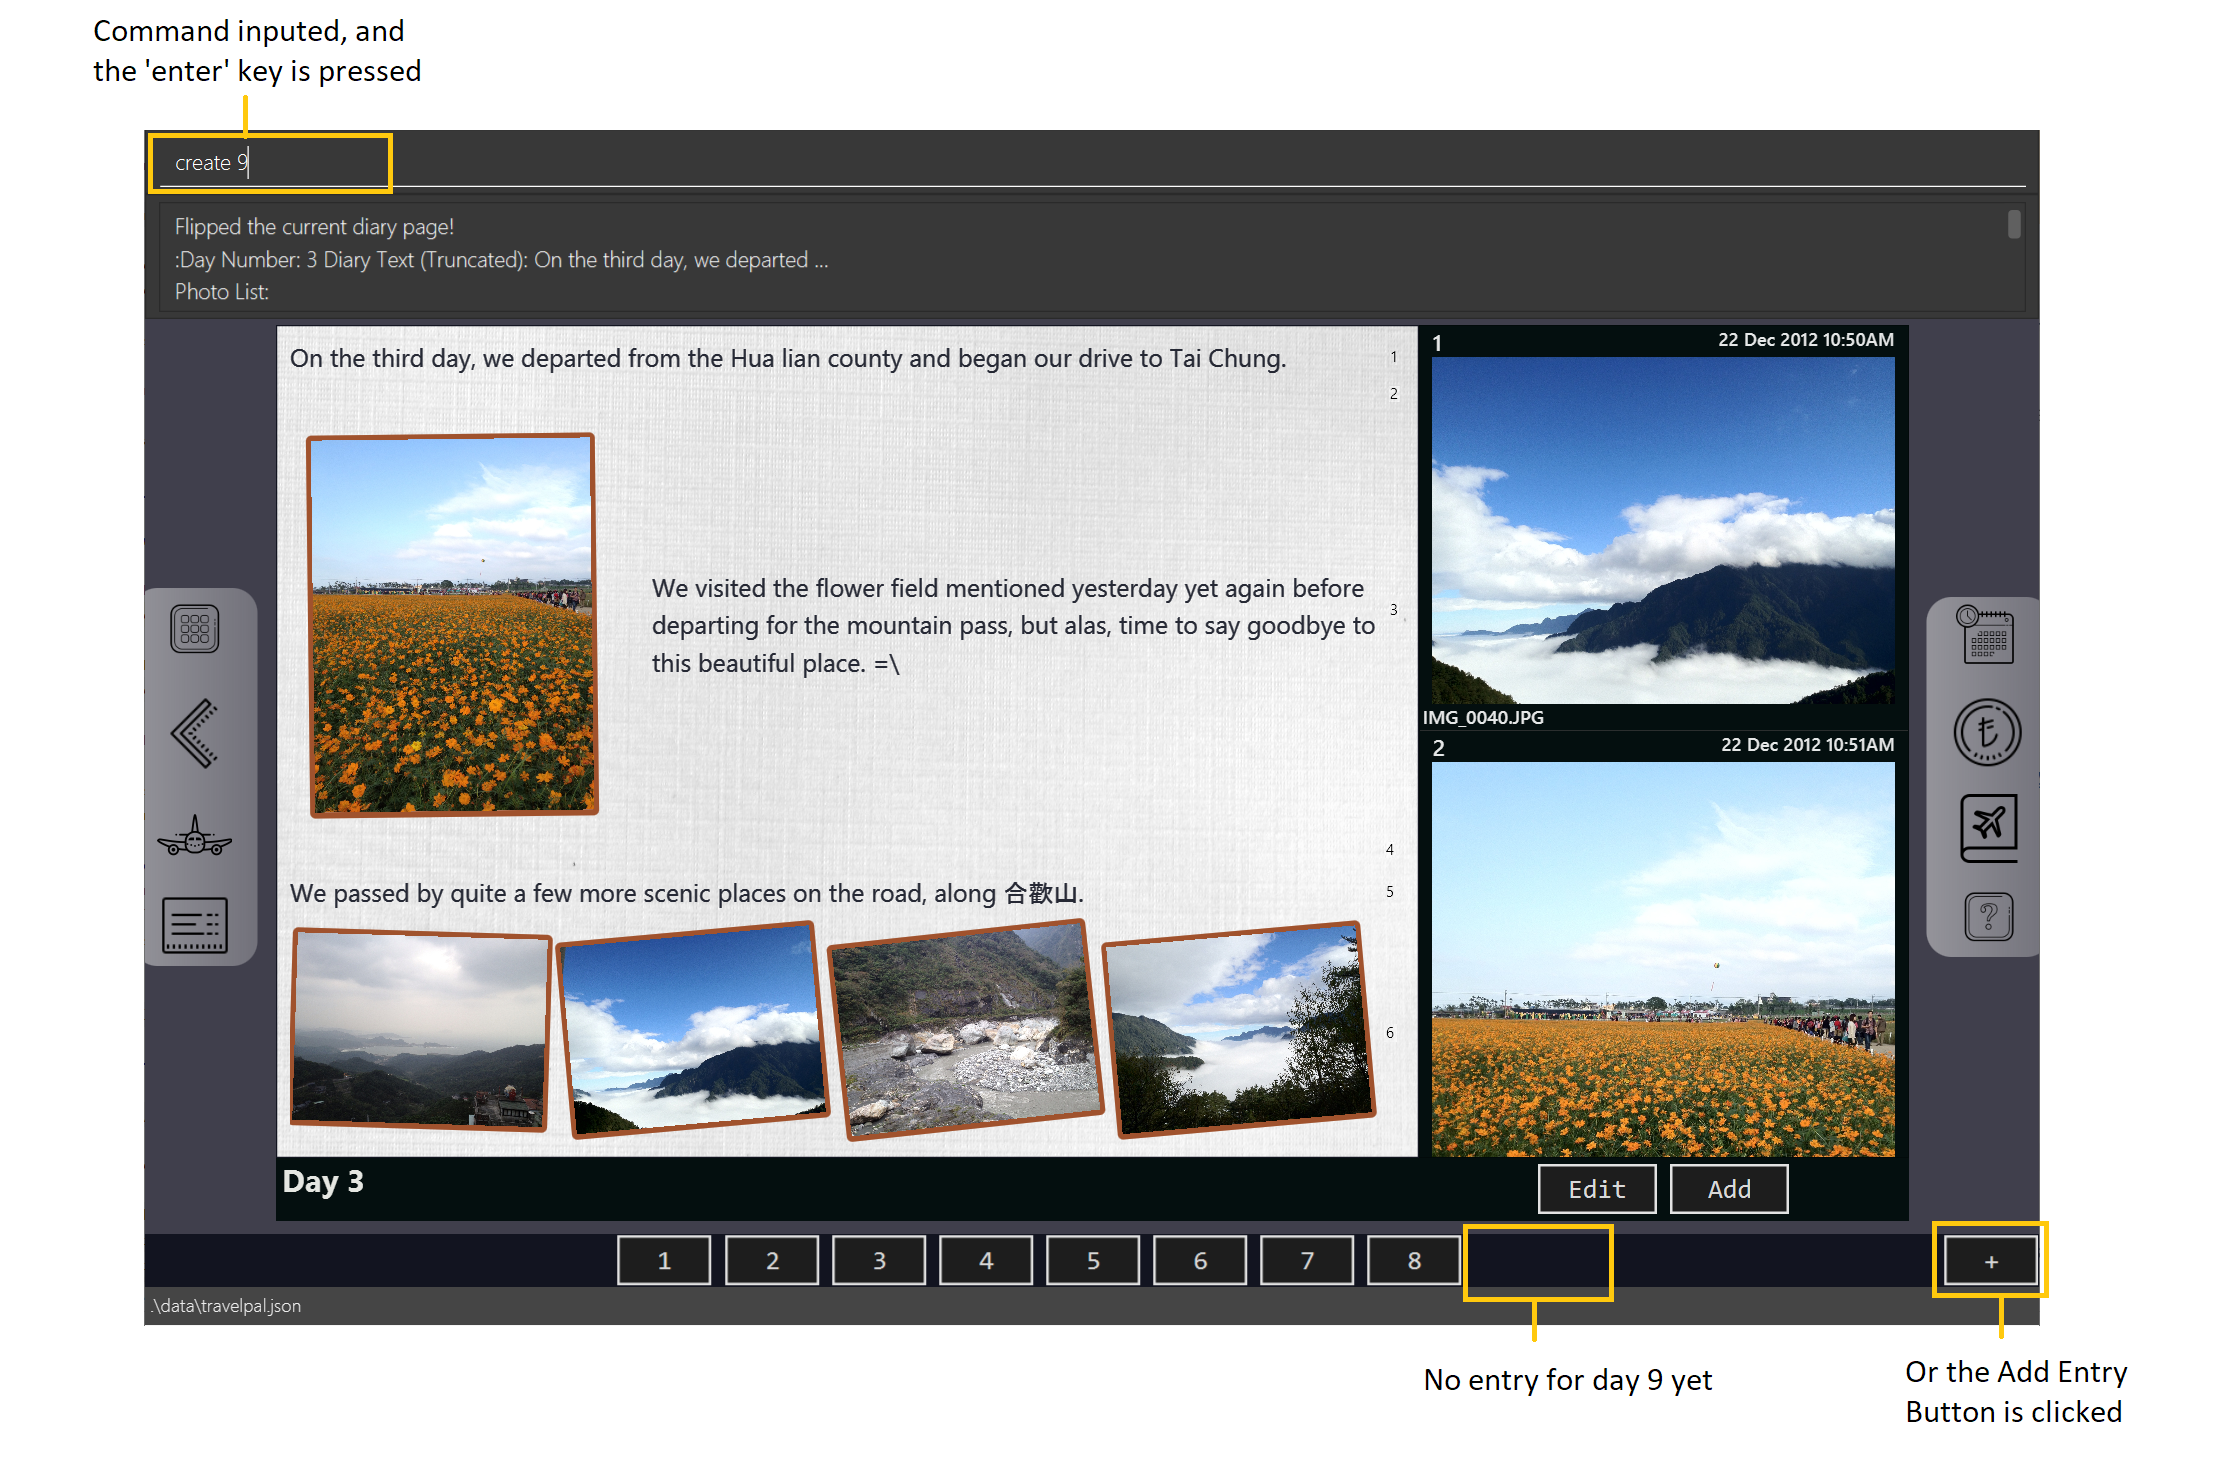 Command inputed, and
the 'enter' key is pressed
create 9
Flipped the current diary page!
:Day Number: 3 Diary Text (Truncated): On the third day, we departed ...
Photo List:
On the third day, we departed from the Hua lian county and began our drive to Tai Chung.
1
2
We visited the flower field mentioned yesterday yet again before
departing for the mountain pass, but alas, time to say goodbye to
this beautiful place. =\
3
4
We passed by quite a few more scenic places on the road, along 合歡山.
5
6
1
22 Dec 2012 10:50AM
IMG_0040.JPG
2
22 Dec 2012 10:51AM
Day 3
Edit
Add
1
2
3
4
5
6
7
8
+
.\data\travelpal.json
No entry for day 9 yet
Or the Add Entry
Button is clicked